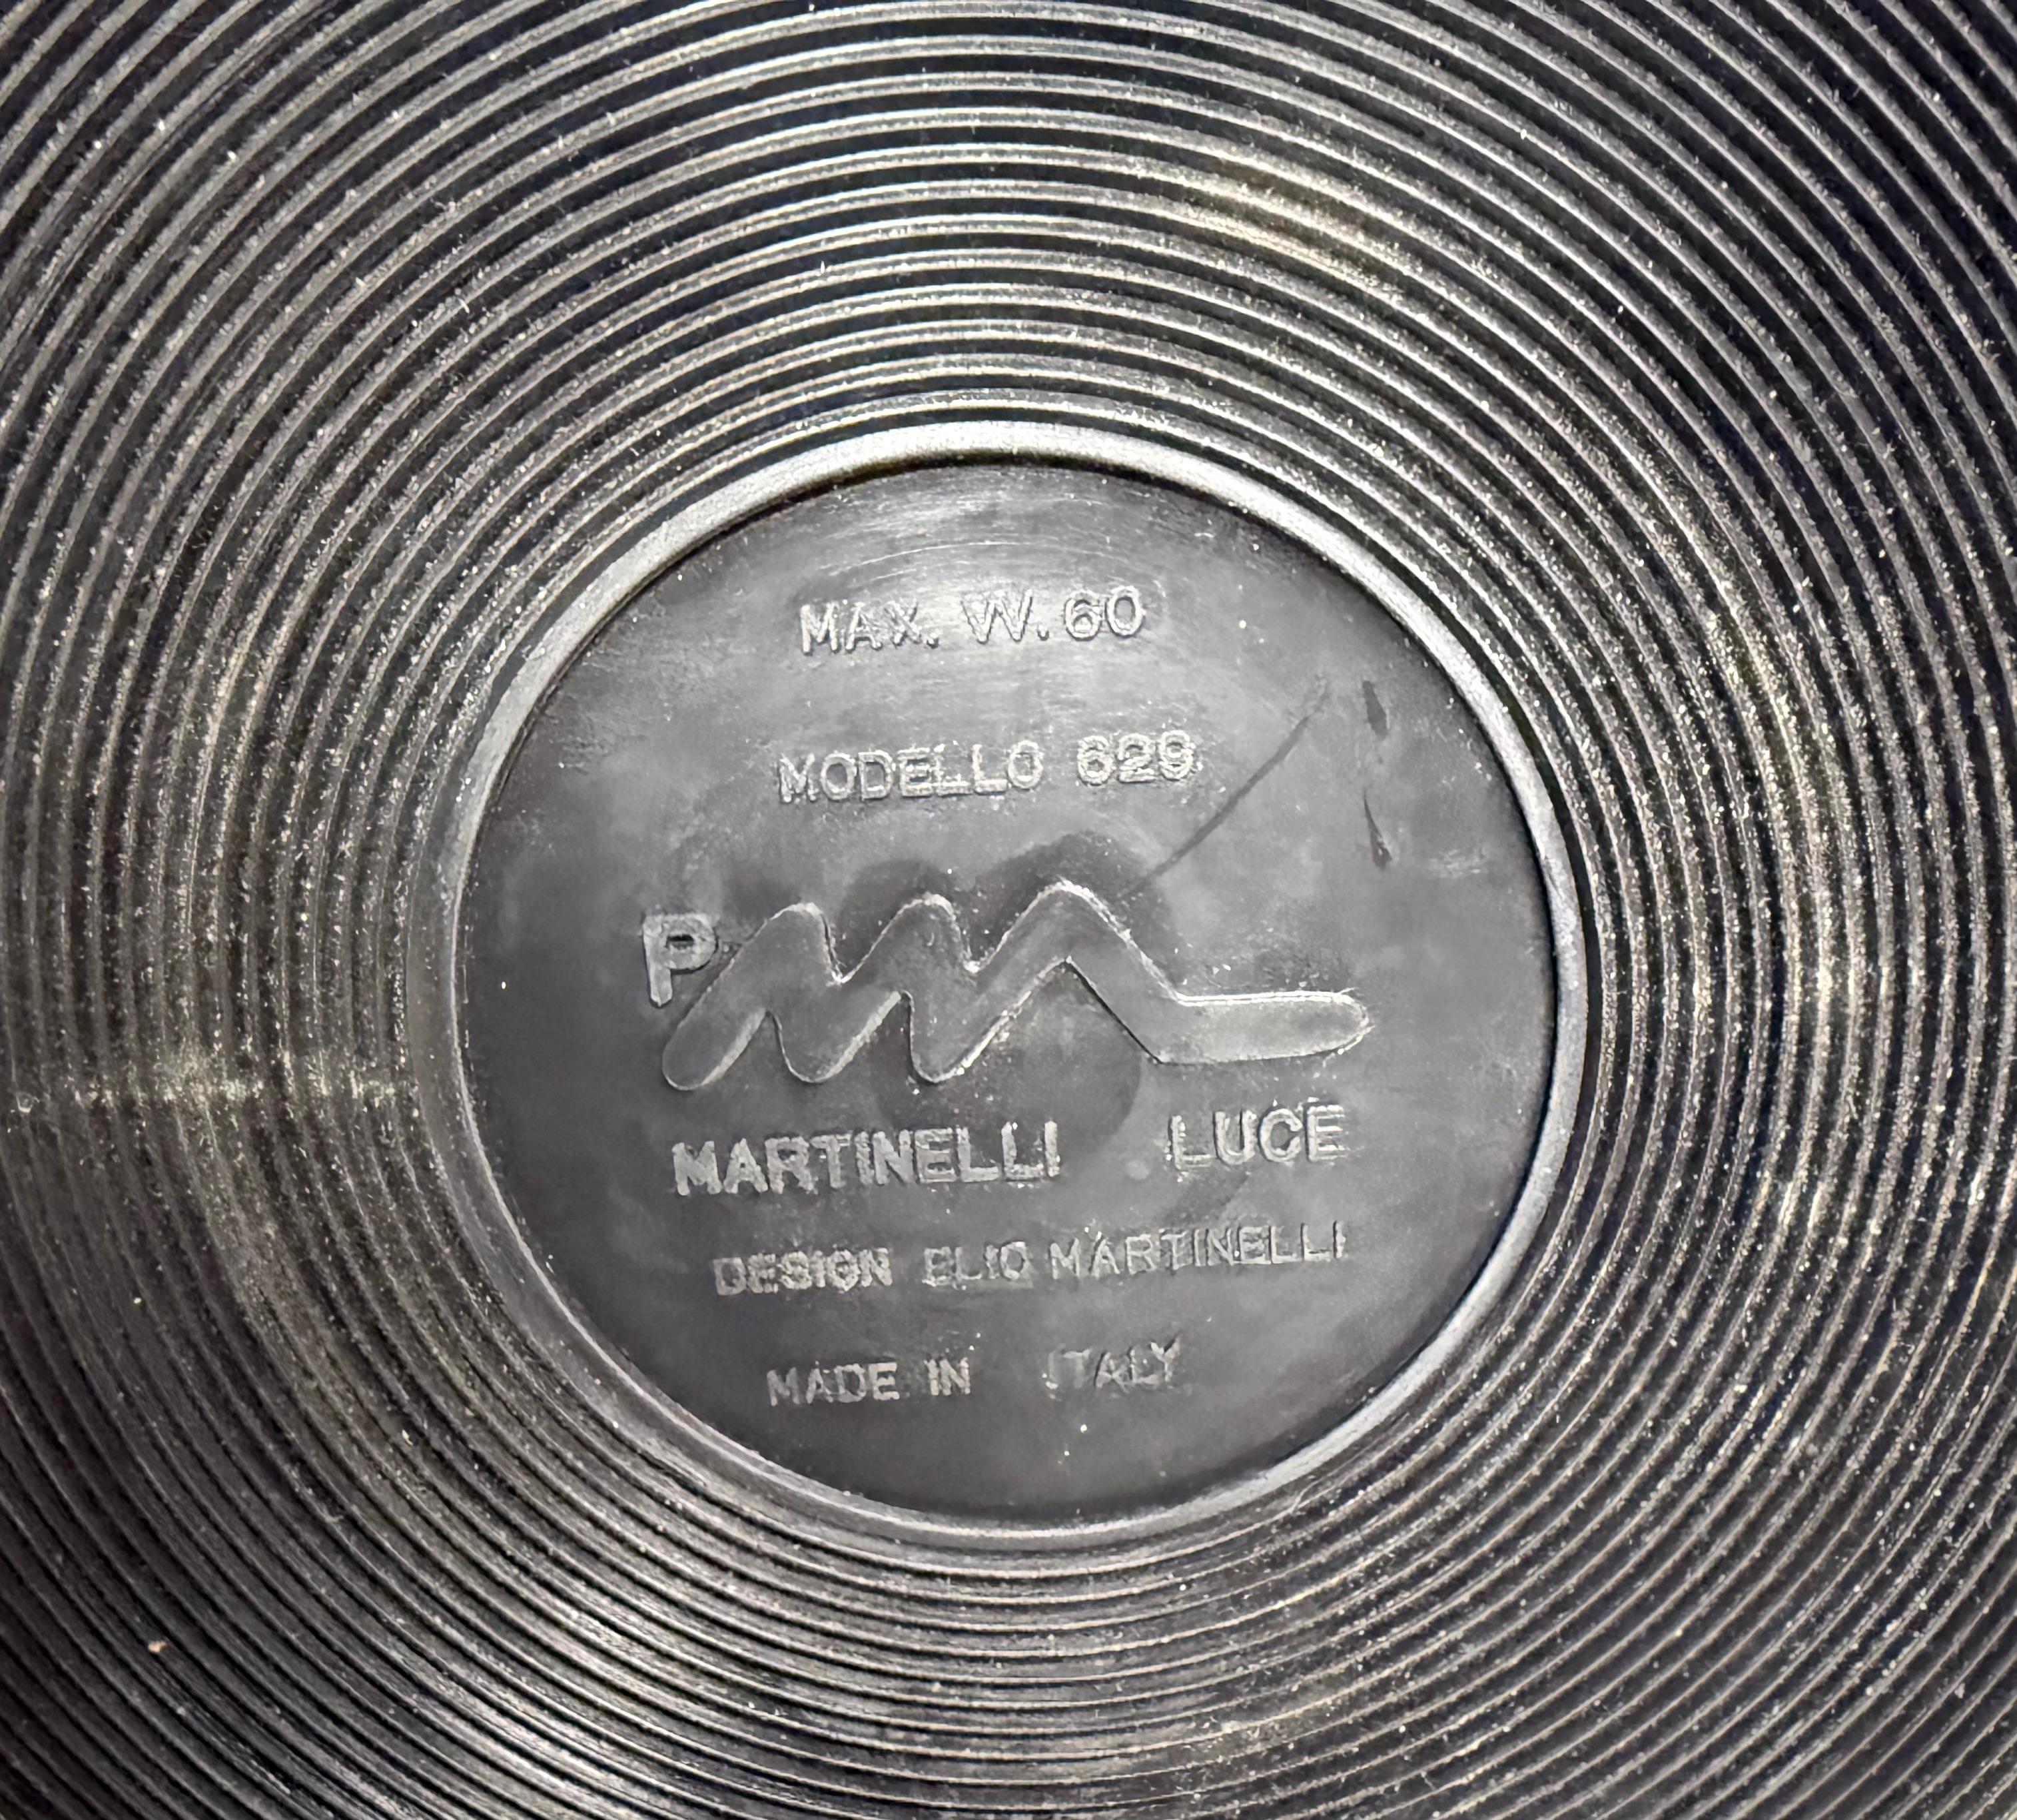 MAX. W. 60
MODELLO 629
P
MARTINELLI LUCE
DESIGN ELIO MARTINELLI
MADE IN ITALY